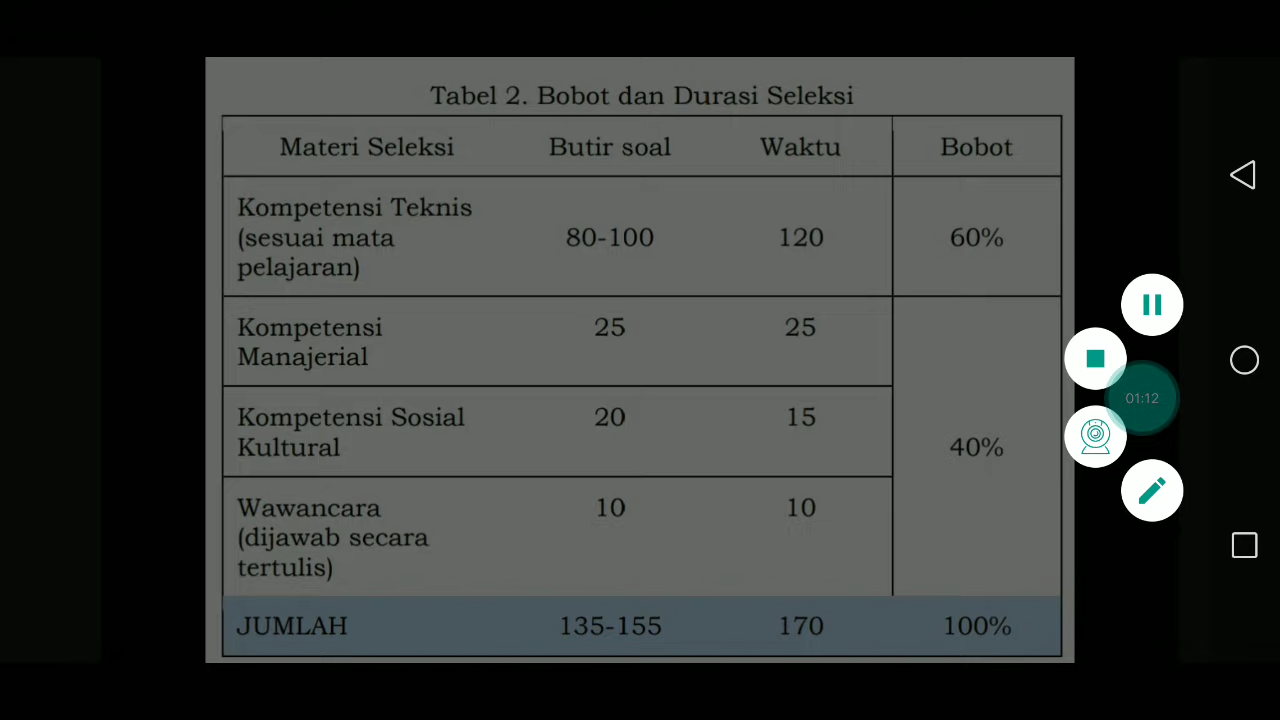 Tabel 2. Bobot dan Durasi Seleksi
Materi Seleksi Butir soal Waktu Bobot
Kompetensi Teknis
(sesuai mata 80-100 120 60%
pelajaran)
Kompetensi 25 25
Manajerial
Kompetensi Sosial 20 15
Kultural 40%
Wawancara 10 10
(dijawab secara
tertulis)
JUMLAH 135-155 170 100%
01:12